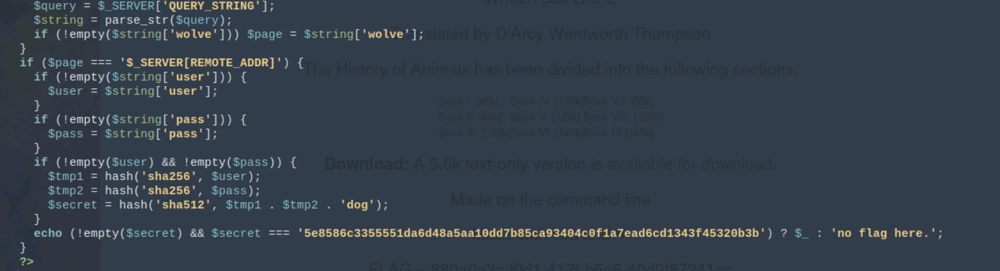 $query = $_SERVER['QUERY_STRING'];
Written 350 B.C.E
$string = parse_str($query);
if (!empty($string['wolve'])) $page = $string['wolve'];
Translated by D'Arcy Wentworth Thompson
}
if ($page === '$_SERVER[REMOTE_ADDR]') {
The History of Animals has been divided into the following sections:
if (!empty($string['user'])) {
$user = $string['user'];
}
Book I [85k] Book IV [103k]Book VII [55k]
if (!empty($string['pass'])) {
Book II [83k] Book V [129k] Book VIII [125k]
$pass = $string['pass'];
Book III [102k]Book VI [140k]Book IX [163k]
}
if (!empty($user) && !empty($pass)) {
Download: A 5.6k text-only version is available for download.
$tmp1 = hash('sha256', $user);
$tmp2 = hash('sha256', $pass);
$secret = hash('sha512', $tmp1 . $tmp2 . 'dog');
Made on the command line
}
echo (!empty($secret) && $secret === '5e8586c3355551da6d48a5aa10dd7b85ca93404c0f1a7ead6cd1343f45320b3b') ? $_ : 'no flag here.';
}
?>
FLAG –